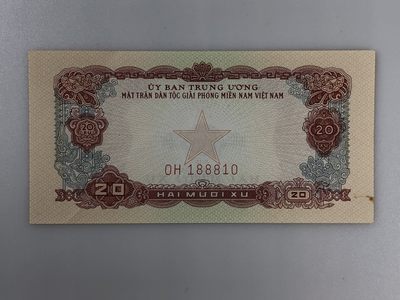 ỦY BAN TRUNG ƯƠNG
MẶT TRẬN DÂN TỘC GIẢI PHÓNG MIỀN NAM VIỆT NAM
20 20
OH 188810
20 HAI MƯƠI XU 20